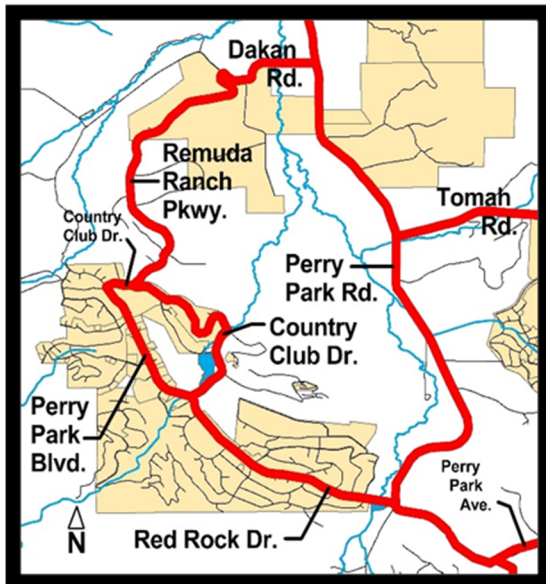 Dakan
Rd.
Remuda
Ranch
Pkwy.
Tomah
Rd.
Country
Club Dr.
Perry
Park Rd.
Country
Club Dr.
Perry
Park
Blvd.
Perry
Park
Ave.
N
Red Rock Dr.